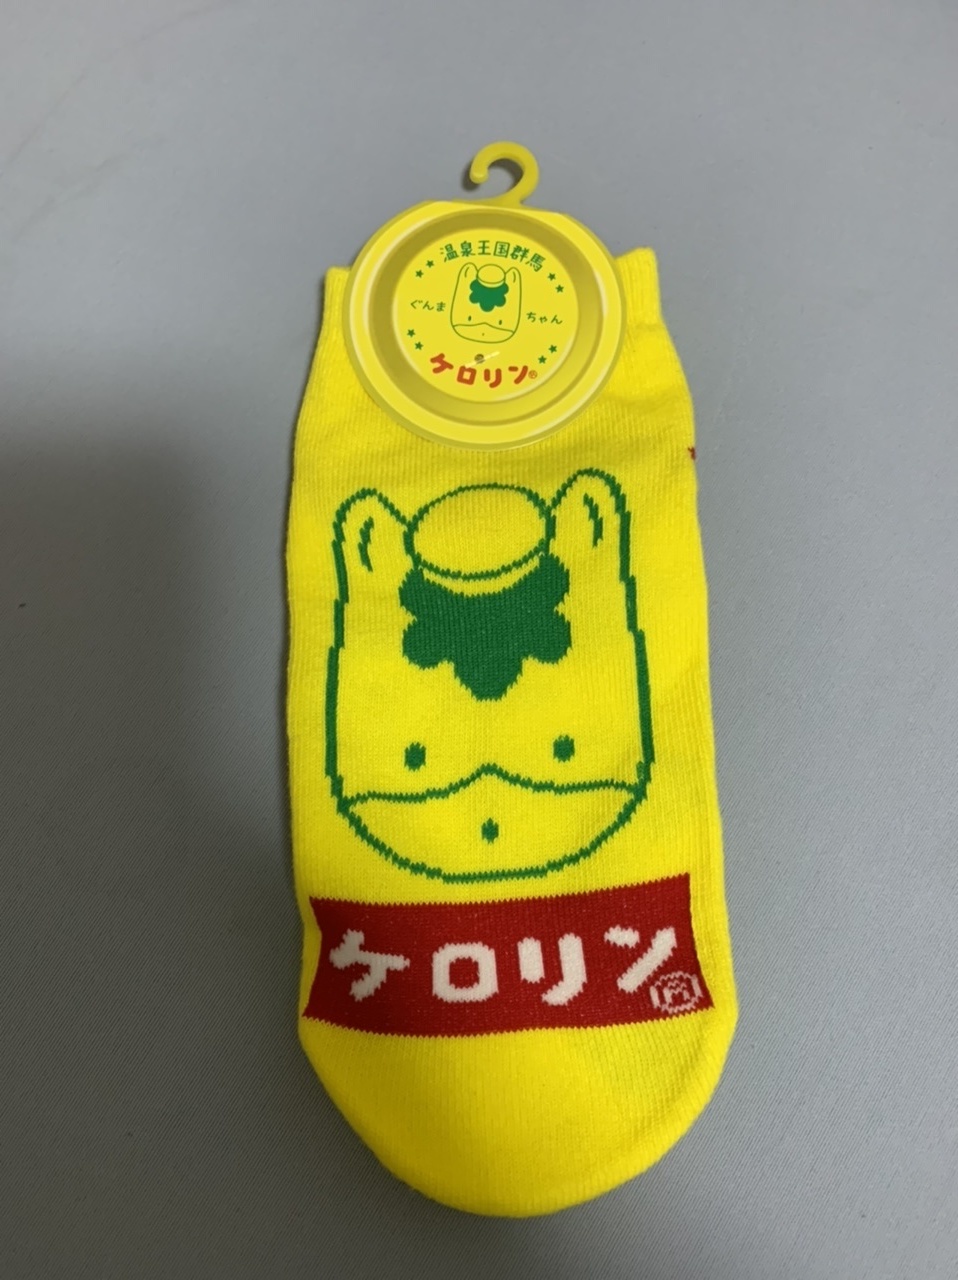 温泉王国群馬
ぐんま ちゃん
ケロリン®
ケロリン